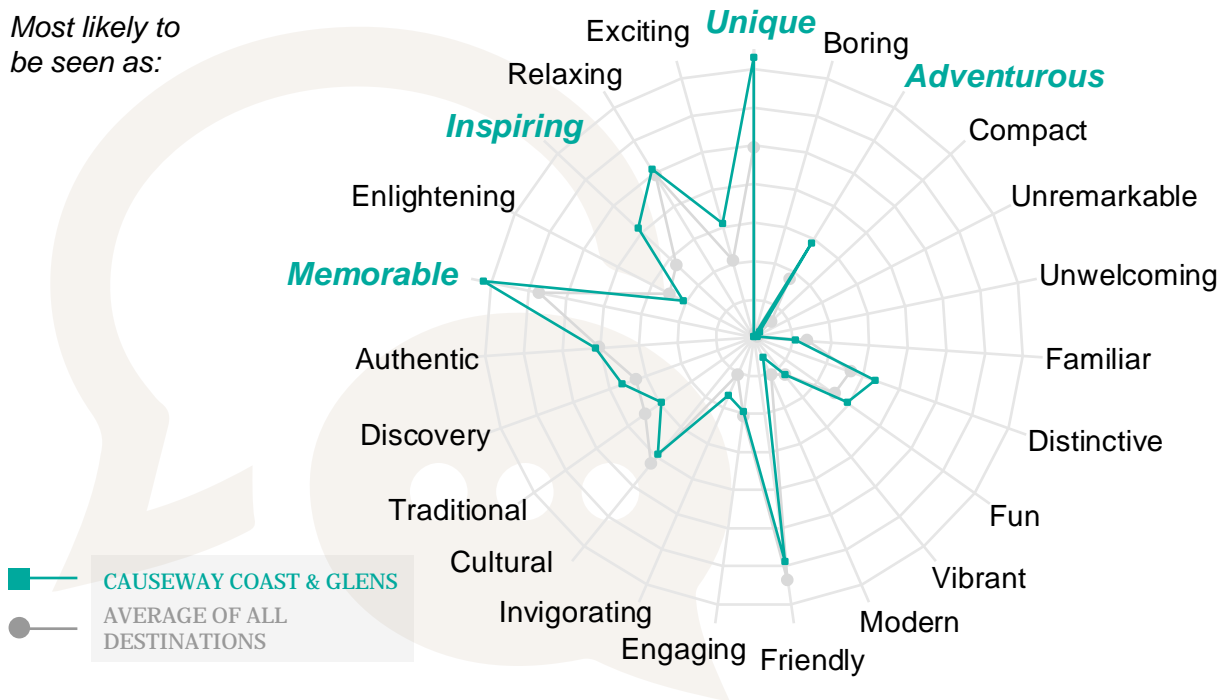 Most likely to
be seen as:
Unique
Boring
Adventurous
Compact
Unremarkable
Unwelcoming
Familiar
Distinctive
Fun
Vibrant
Modern
Friendly
Engaging
Invigorating
Cultural
Traditional
Discovery
Authentic
Memorable
Enlightening
Inspiring
Relaxing
Exciting
CAUSEWAY COAST & GLENS
AVERAGE OF ALL
DESTINATIONS